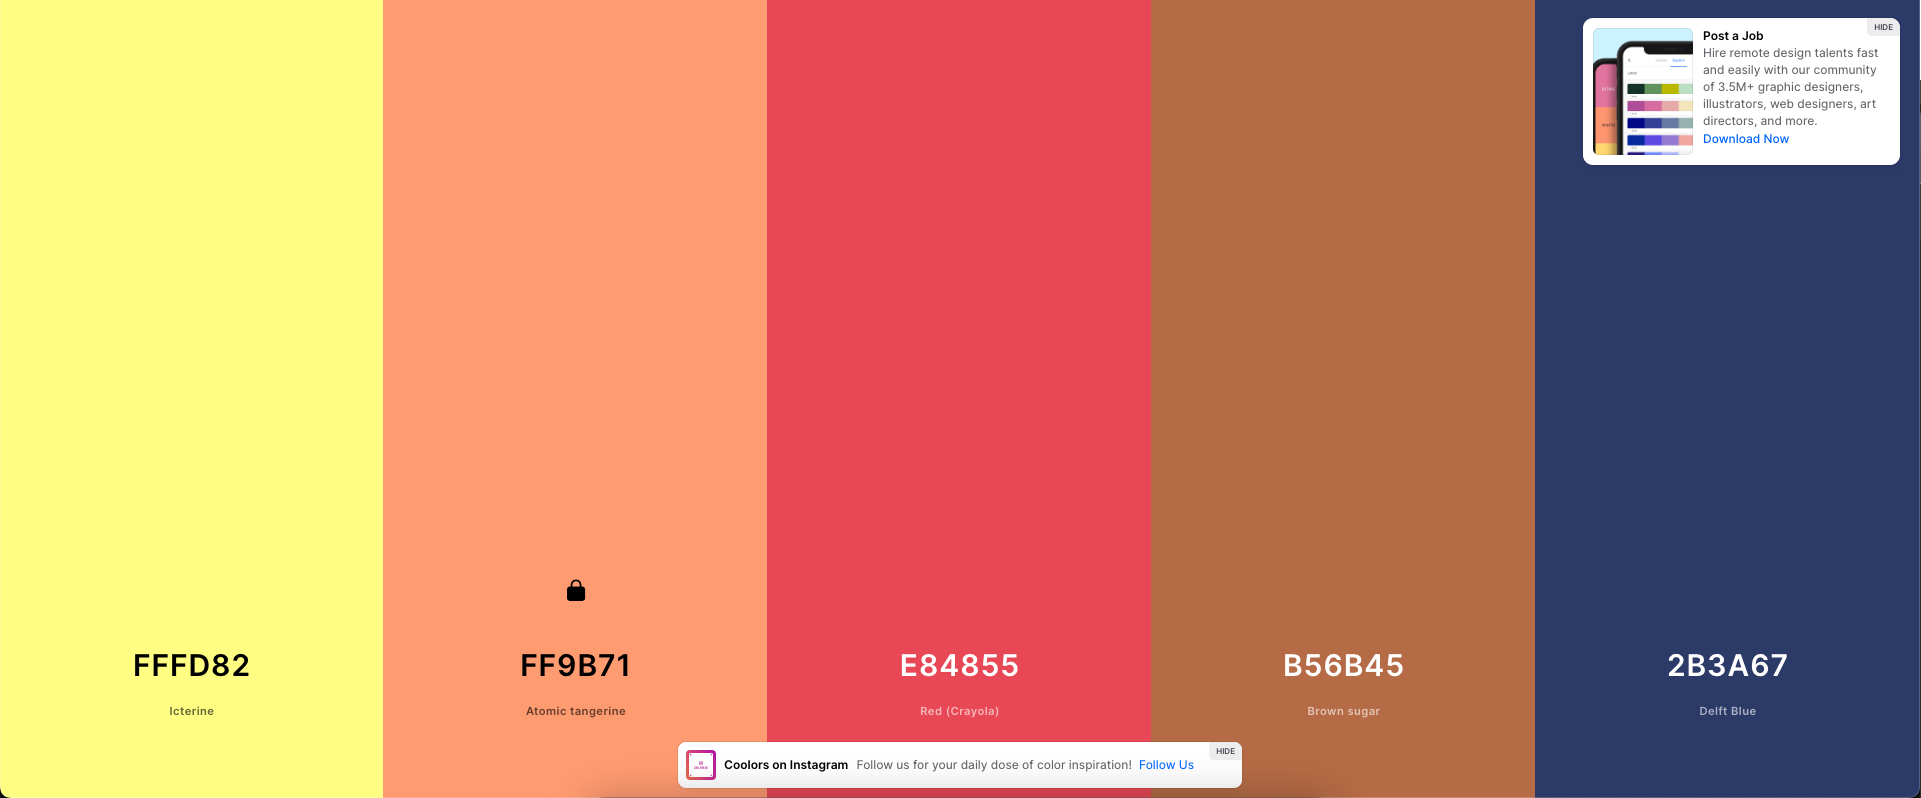 HIDE
Post a Job
Hire remote design talents fast
and easily with our community
of 3.5M+ graphic designers,
illustrators, web designers, art
directors, and more.
Download Now
FFFD82
FF9B71
E84855
B56B45
2B3A67
Icterine
Atomic tangerine
Red (Crayola)
Brown sugar
Delft Blue
HIDE
Coolors on Instagram Follow us for your daily dose of color inspiration! Follow Us